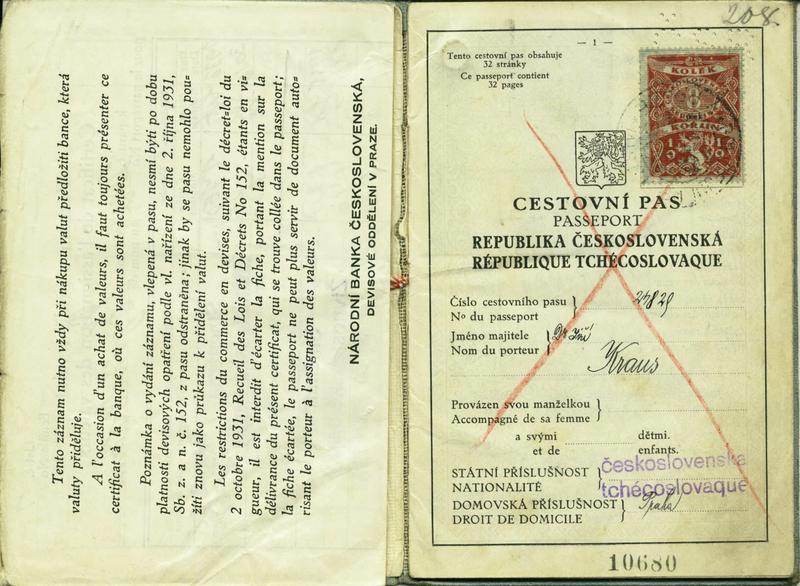 Tento záznam nutno vždy při nákupu valut předložiti bance, která
valuty přiděluje.
A l'occasion d'un achat de valeurs, il faut toujours présenter ce
certificat à la banque, où ces valeurs sont achetées.
Poznámka o vydání záznamu, vlepená v pasu, nesmí býti po dobu
platnosti devisových opatření podle vl. nařízení ze dne 2. října 1931,
Sb. z. a n. č. 152, z pasu odstraněna; jinak by se pasu nemohlo pou-
žíti znovu jako průkazu k přidělení valut.
Les restrictions du commerce en devises, suivant le décret-loi du
2 octobre 1931, Recueil des Lois et Décrets No 152, étants en vi-
gueur, il est interdit d'écarter la fiche, portant la mention sur la
délivrance du présent certificat, qui se trouve collée dans le passeport;
la fiche écartée, le passeport ne peut plus servir de document auto-
risant le porteur à l'assignation des valeurs.
NÁRODNÍ BANKA ČESKOSLOVENSKÁ,
DEVISOVÉ ODDĚLENÍ V PRAZE.
208
— 1 —
Tento cestovní pas obsahuje
32 stránky
Ce passeport contient
32 pages
KOLEK
8
KORUN
1919
CESTOVNÍ PAS
PASSEPORT
REPUBLIKA ČESKOSLOVENSKÁ
RÉPUBLIQUE TCHÉCOSLOVAQUE
Číslo cestovního pasu
No du passeport
Jméno majitele } Dr Jiří
Nom du porteur
Kraus
Provázen svou manželkou
Accompagné de sa femme
a svými dětmi.
et de enfants.
STÁTNÍ PŘÍSLUŠNOST } československá
NATIONALITÉ tchécoslovaque
DOMOVSKÁ PŘÍSLUŠNOST } Praha
DROIT DE DOMICILE
10680